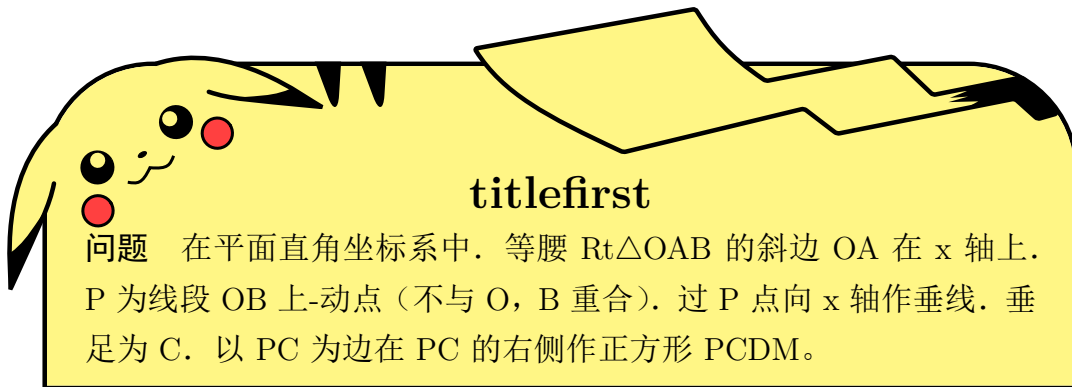 titlefirst
问题 在平面直角坐标系中．等腰 Rt△OAB 的斜边 OA 在 x 轴上．
P 为线段 OB 上-动点（不与 O，B 重合）．过 P 点向 x 轴作垂线．垂
足为 C．以 PC 为边在 PC 的右侧作正方形 PCDM。